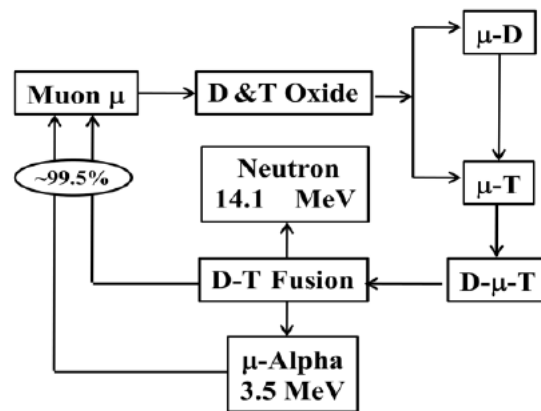 Muon μ
D &T Oxide
μ-D
~99.5%
Neutron
14.1 MeV
μ-T
D-T Fusion
D-μ-T
μ-Alpha
3.5 MeV